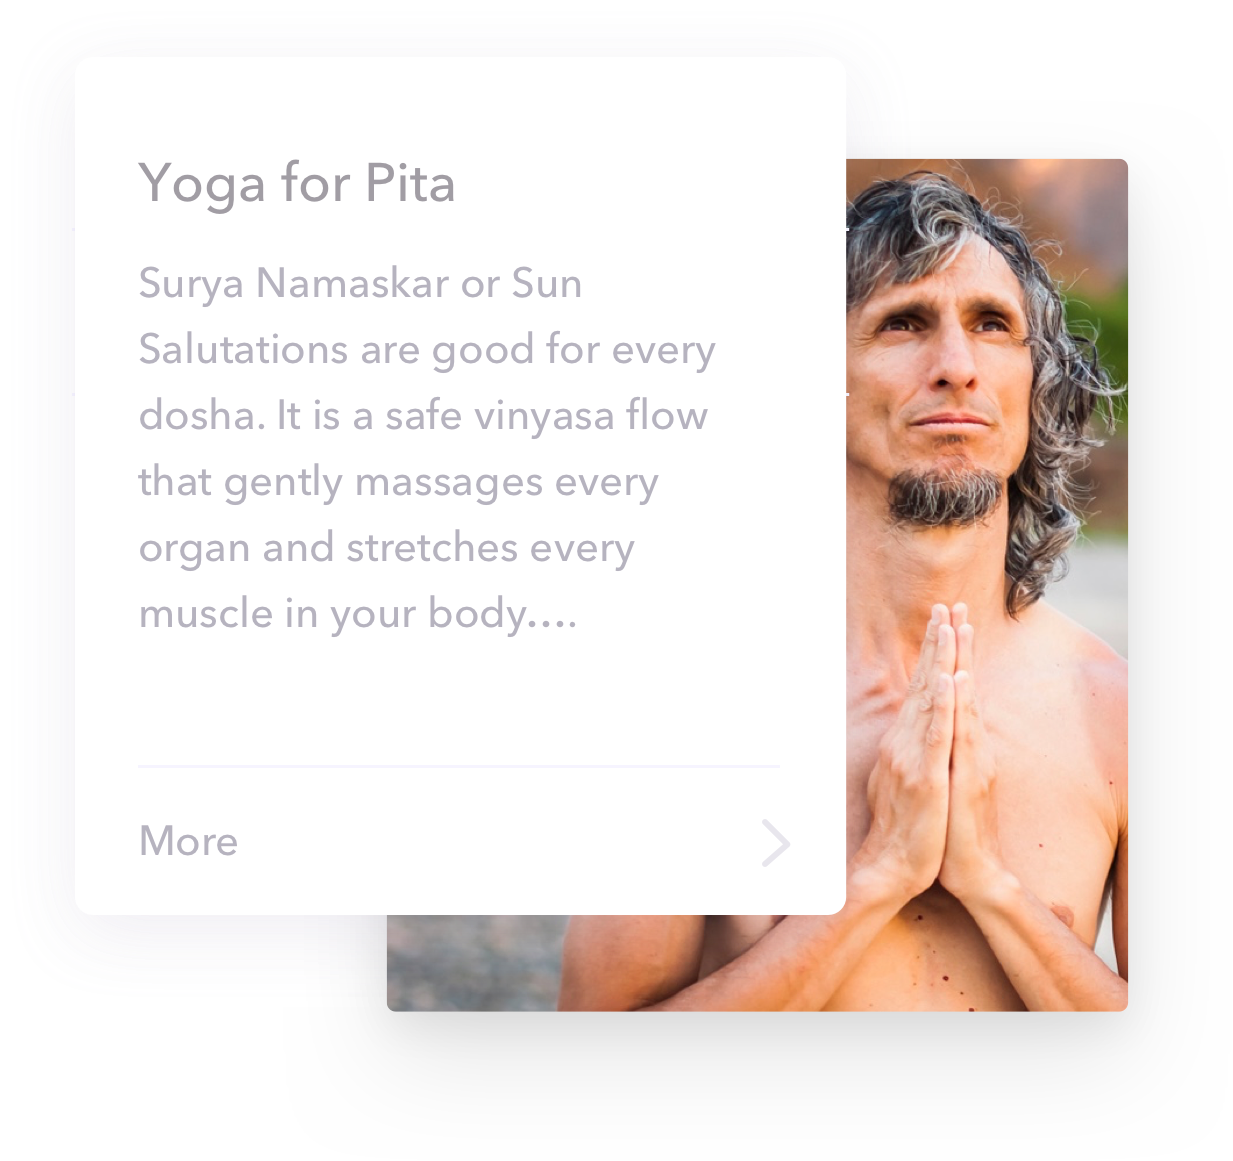 Yoga for Pita
Surya Namaskar or Sun
Salutations are good for every
dosha. It is a safe vinyasa flow
that gently massages every
organ and stretches every
muscle in your body....
More